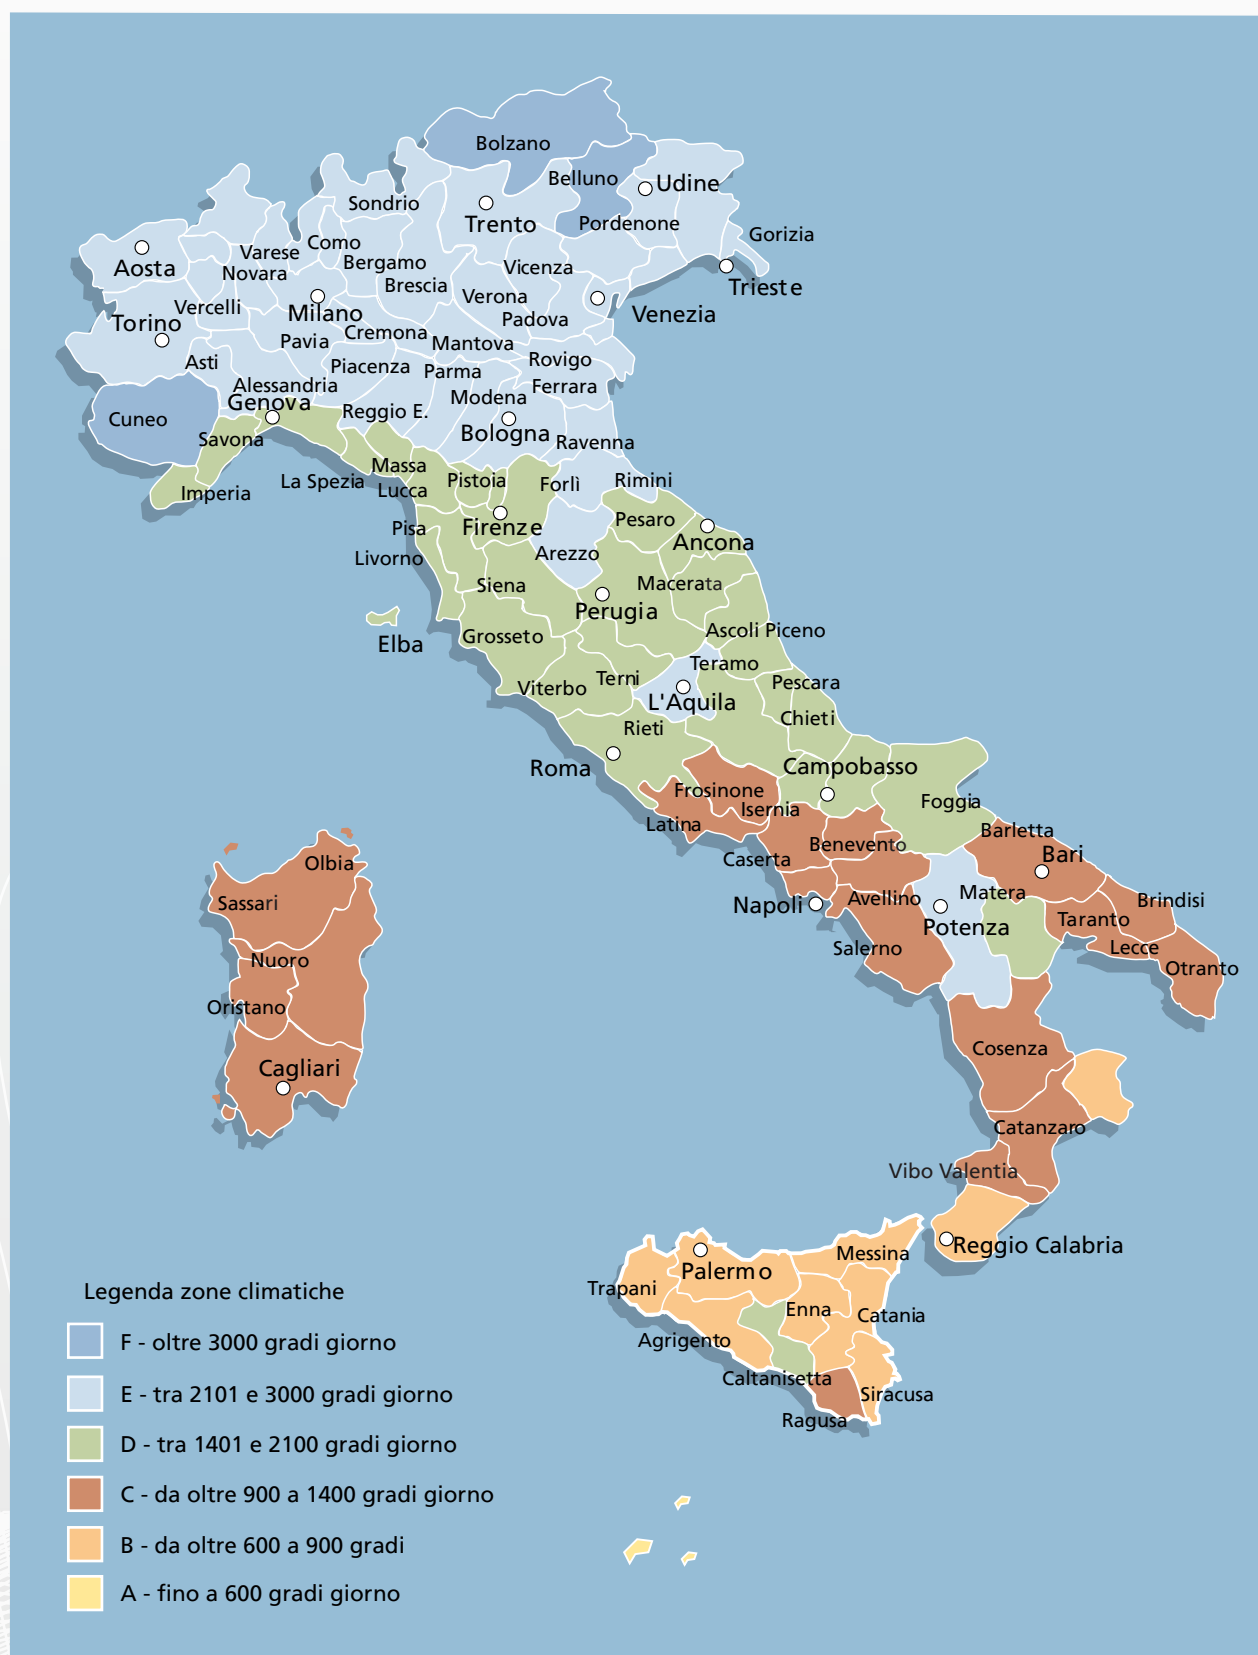 Bolzano
Belluno
Udine
Sondrio
Trento
Pordenone
Gorizia
Aosta
Varese
Como
Bergamo
Vicenza
Novara
Brescia
Trieste
Vercelli
Milano
Verona
Venezia
Torino
Cremona
Padova
Pavia
Mantova
Asti
Piacenza
Parma
Rovigo
Alessandria
Ferrara
Genova
Modena
Cuneo
Reggio E.
Savona
Bologna
Ravenna
Massa
La Spezia
Lucca
Pistoia
Forlì
Rimini
Imperia
Pisa
Firenze
Pesaro
Ancona
Livorno
Arezzo
Siena
Macerata
Perugia
Elba
Grosseto
Ascoli Piceno
Teramo
Viterbo
Terni
Pescara
L'Aquila
Chieti
Rieti
Roma
Campobasso
Frosinone
Isernia
Foggia
Latina
Barletta
Benevento
Bari
Caserta
Olbia
Sassari
Napoli
Avellino
Matera
Brindisi
Potenza
Taranto
Salerno
Lecce
Nuoro
Otranto
Oristano
Cosenza
Cagliari
Catanzaro
Vibo Valentia
Reggio Calabria
Messina
Palermo
Trapani
Enna
Catania
Agrigento
Caltanisetta
Siracusa
Ragusa
Legenda zone climatiche
F - oltre 3000 gradi giorno
E - tra 2101 e 3000 gradi giorno
D - tra 1401 e 2100 gradi giorno
C - da oltre 900 a 1400 gradi giorno
B - da oltre 600 a 900 gradi
A - fino a 600 gradi giorno